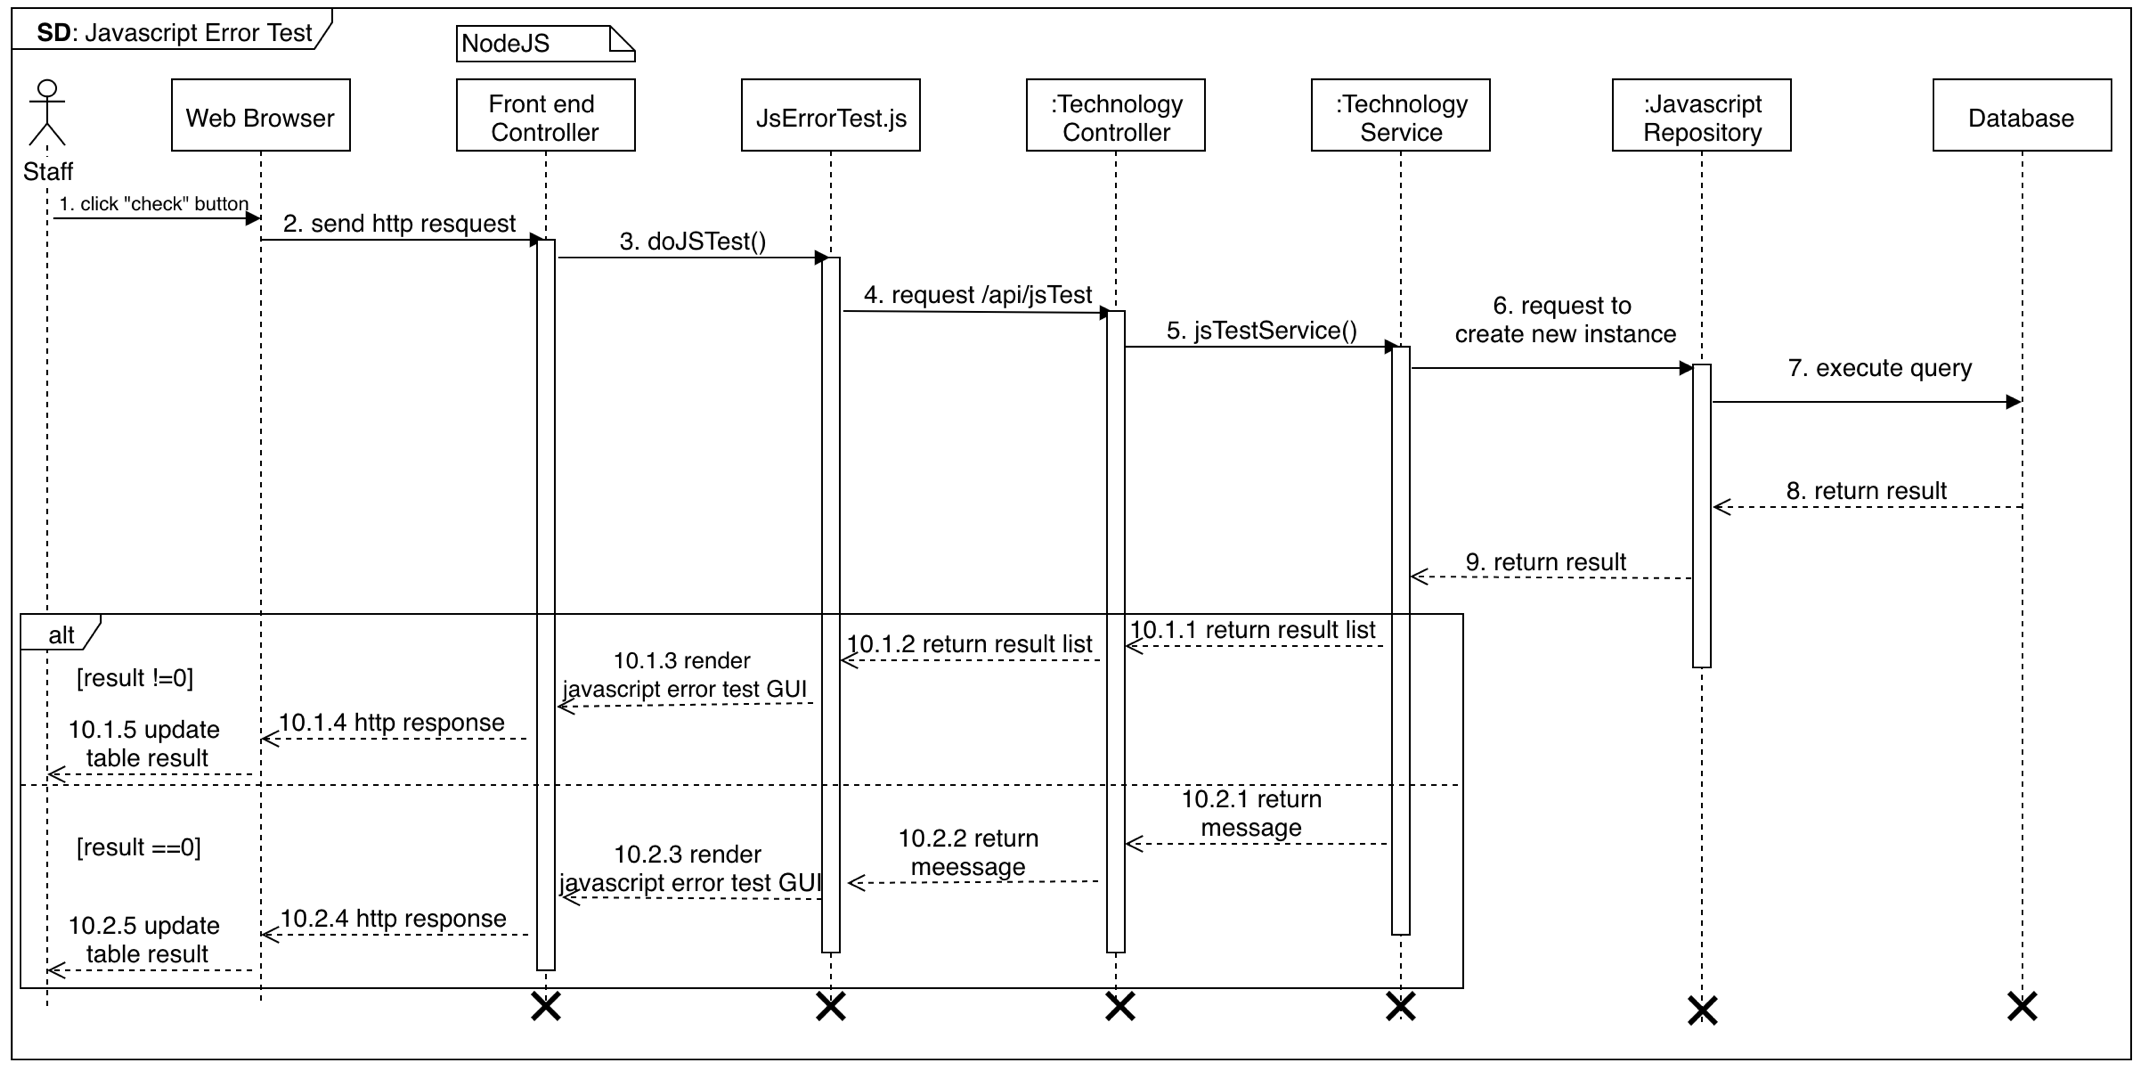 SD: Javascript Error Test
NodeJS
Staff
Web Browser
Front end
Controller
JsErrorTest.js
:Technology
Controller
:Technology
Service
:Javascript
Repository
Database
1. click "check" button
2. send http resquest
3. doJSTest()
4. request /api/jsTest
5. jsTestService()
6. request to
create new instance
7. execute query
8. return result
9. return result
alt
[result !=0]
10.1.1 return result list
10.1.2 return result list
10.1.3 render
javascript error test GUI
10.1.4 http response
10.1.5 update
table result
[result ==0]
10.2.1 return
message
10.2.2 return
meessage
10.2.3 render
javascript error test GUI
10.2.4 http response
10.2.5 update
table result